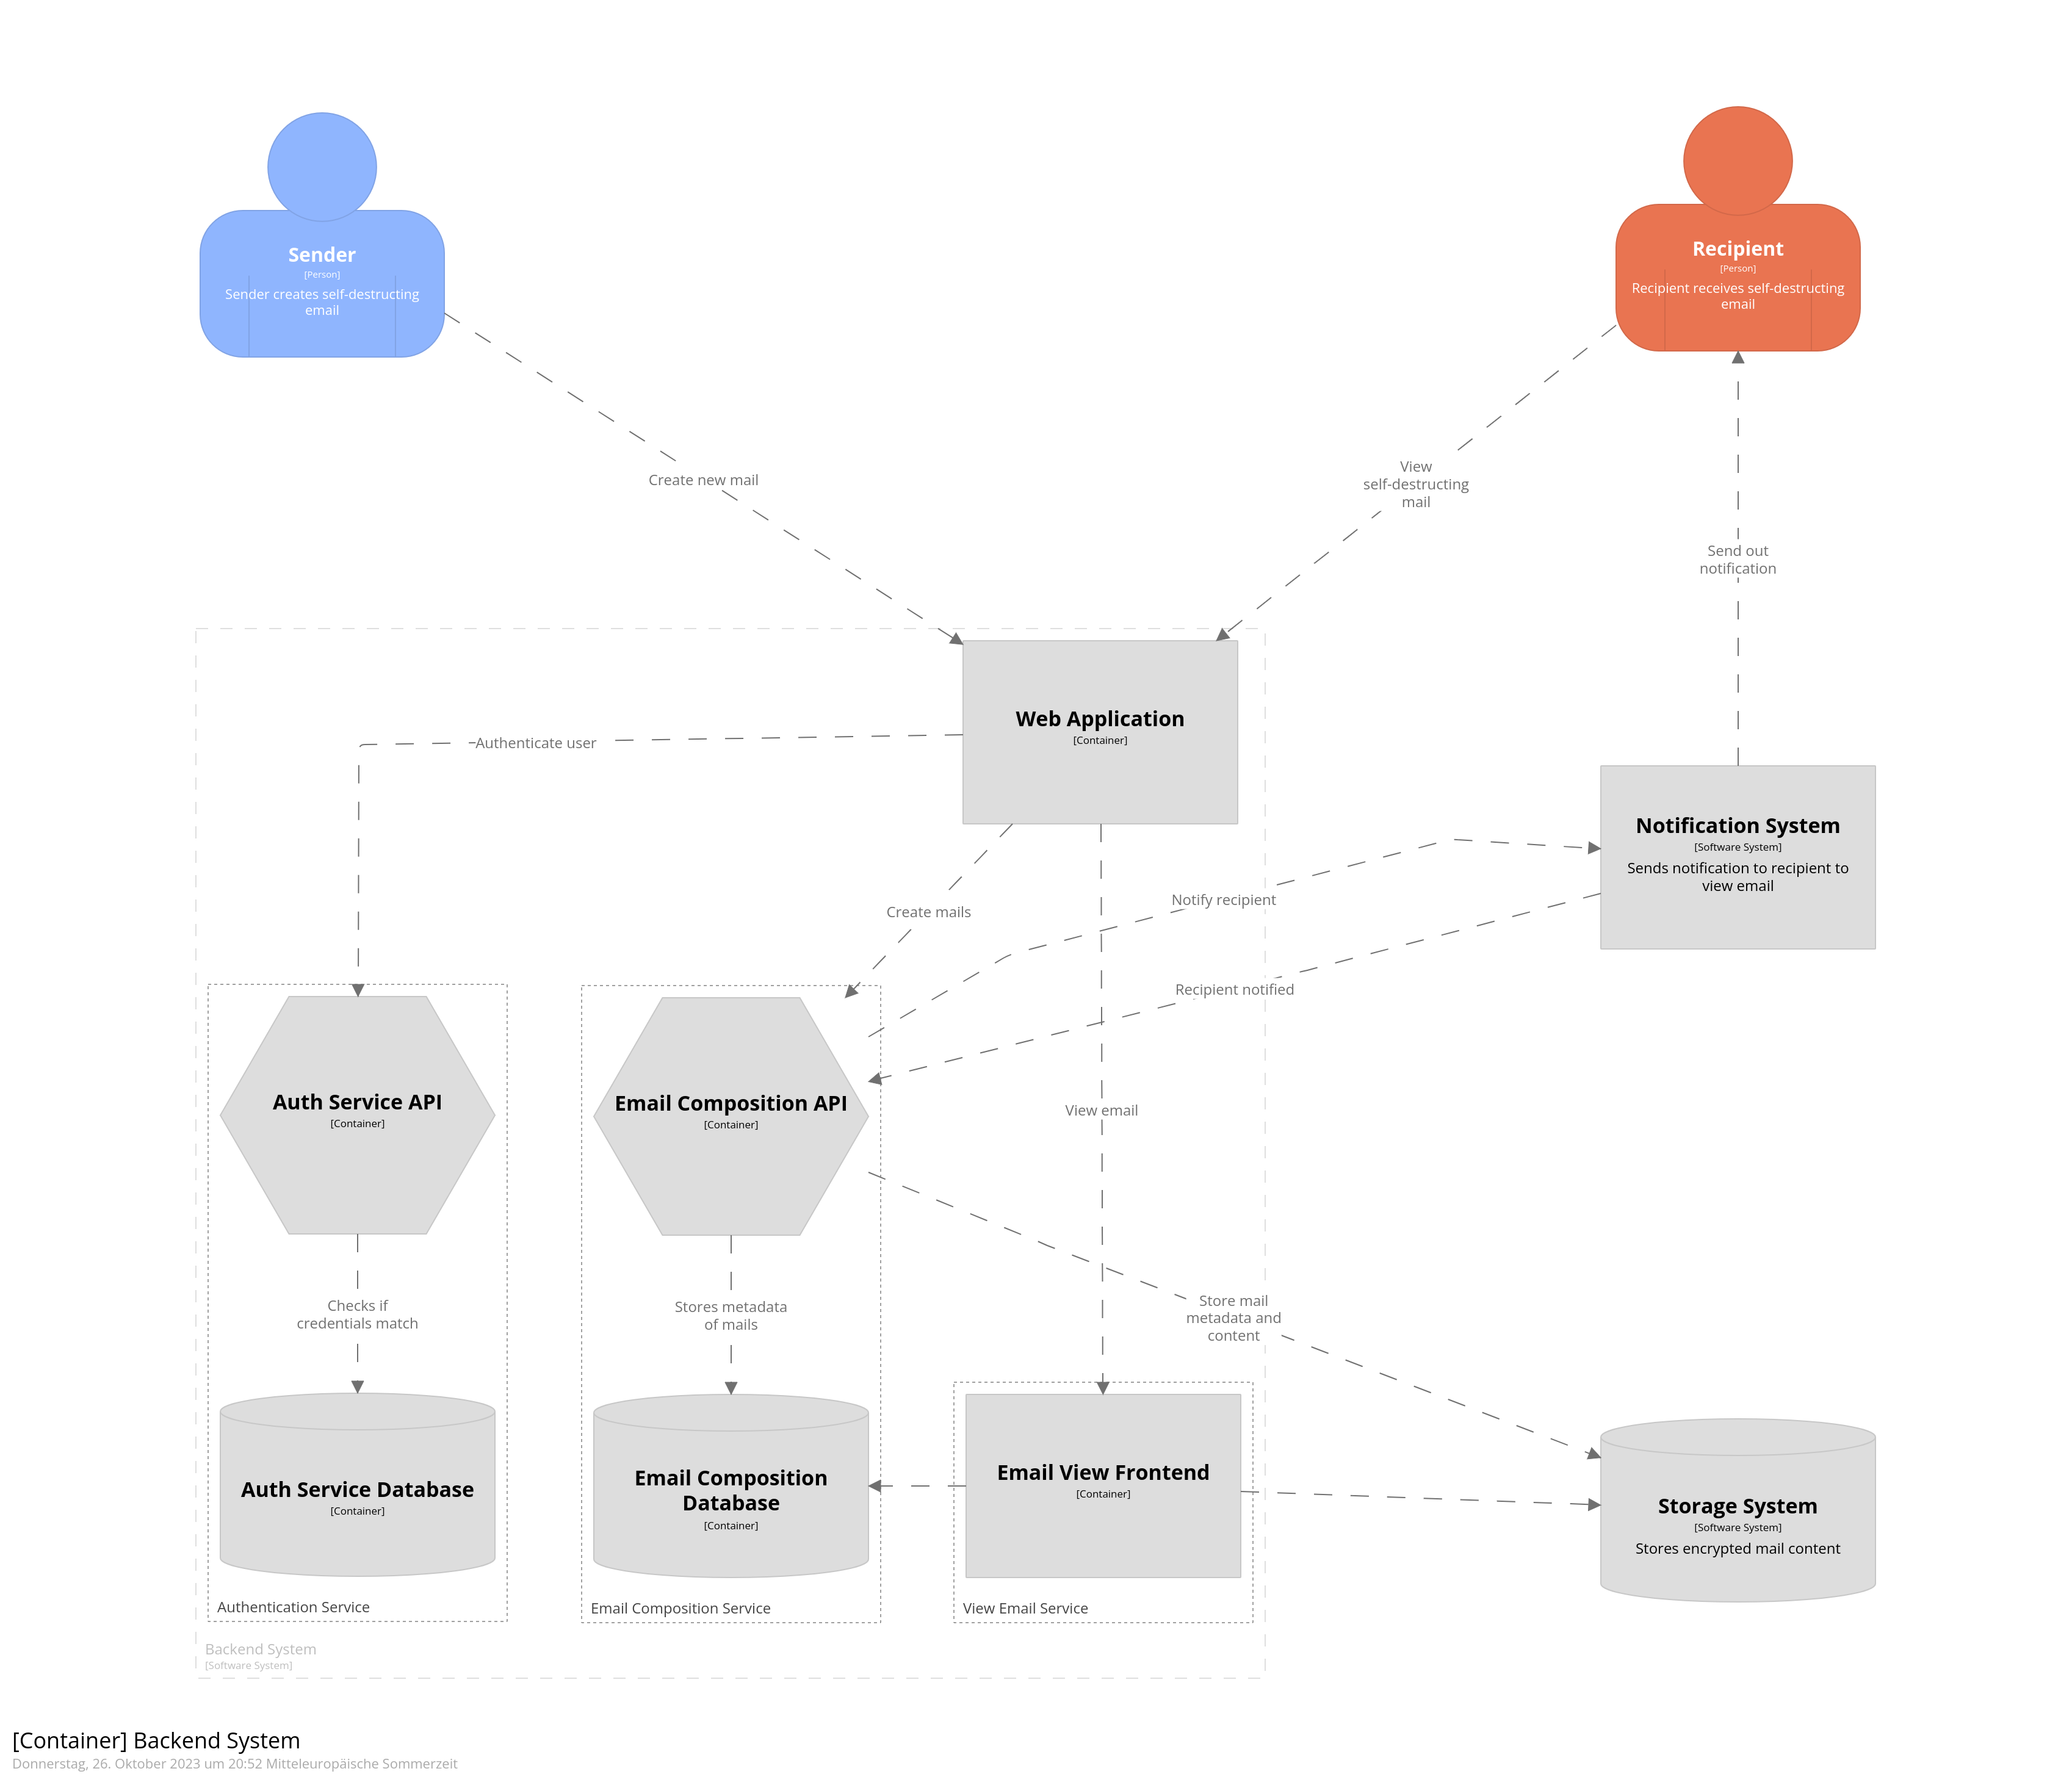 Sender
[Person]
Sender creates self-destructing
email
Recipient
[Person]
Recipient receives self-destructing
email
Create new mail
View
self-destructing
mail
Send out
notification
Web Application
[Container]
Authenticate user
Notification System
[Software System]
Sends notification to recipient to
view email
Create mails
Notify recipient
Recipient notified
Auth Service API
[Container]
Email Composition API
[Container]
View email
Checks if
credentials match
Stores metadata
of mails
Store mail
metadata and
content
Auth Service Database
[Container]
Email Composition
Database
[Container]
Email View Frontend
[Container]
Storage System
[Software System]
Stores encrypted mail content
Authentication Service
Email Composition Service
View Email Service
Backend System
[Software System]
[Container] Backend System
Donnerstag, 26. Oktober 2023 um 20:52 Mitteleuropäische Sommerzeit